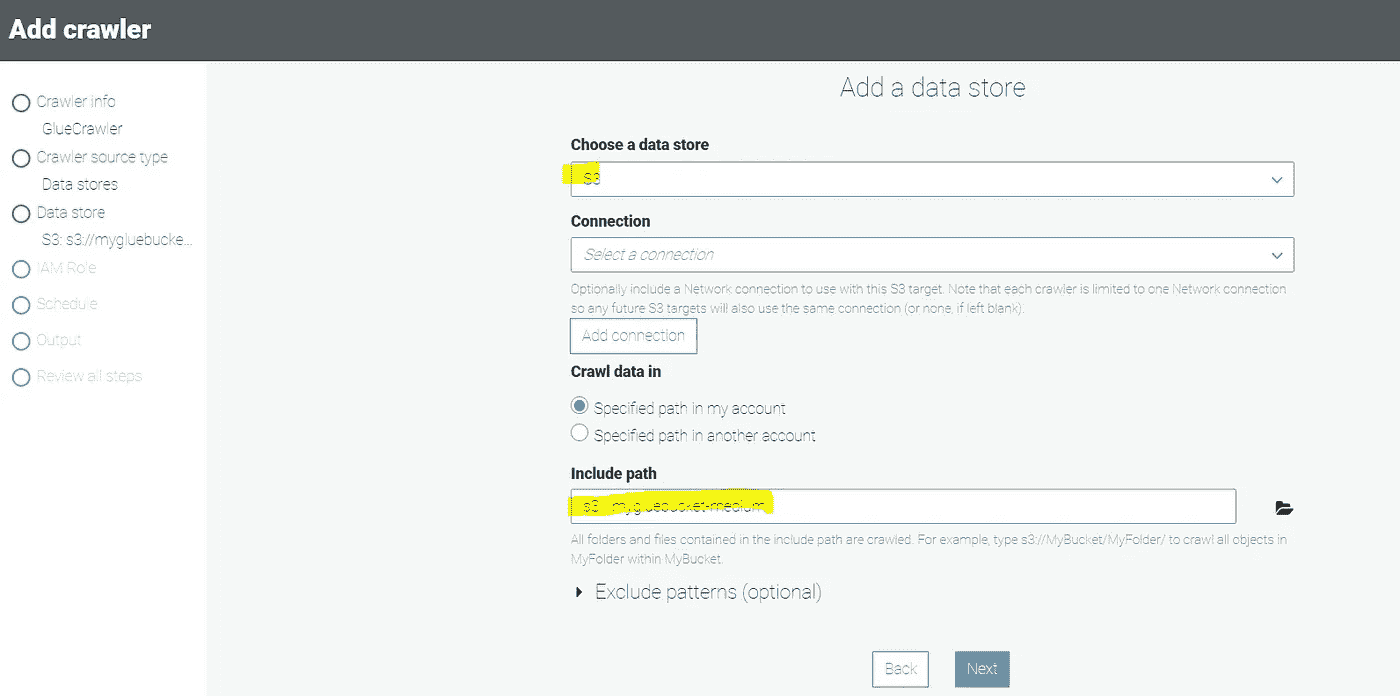 Add crawler
Crawler info
GlueCrawler
Crawler source type
Data stores
Data store
S3: s3://mygluebucke...
IAM Role
Schedule
Output
Review all steps
Add a data store
Choose a data store
S3
Connection
Select a connection
Optionally include a Network connection to use with this S3 target. Note that each crawler is limited to one Network connection
so any future S3 targets will also use the same connection (or none, if left blank).
Add connection
Crawl data in
Specified path in my account
Specified path in another account
Include path
s3://mygluebucket-medium
All folders and files contained in the include path are crawled. For example, type s3://MyBucket/MyFolder/ to crawl all objects in
MyFolder within MyBucket.
Exclude patterns (optional)
Back
Next